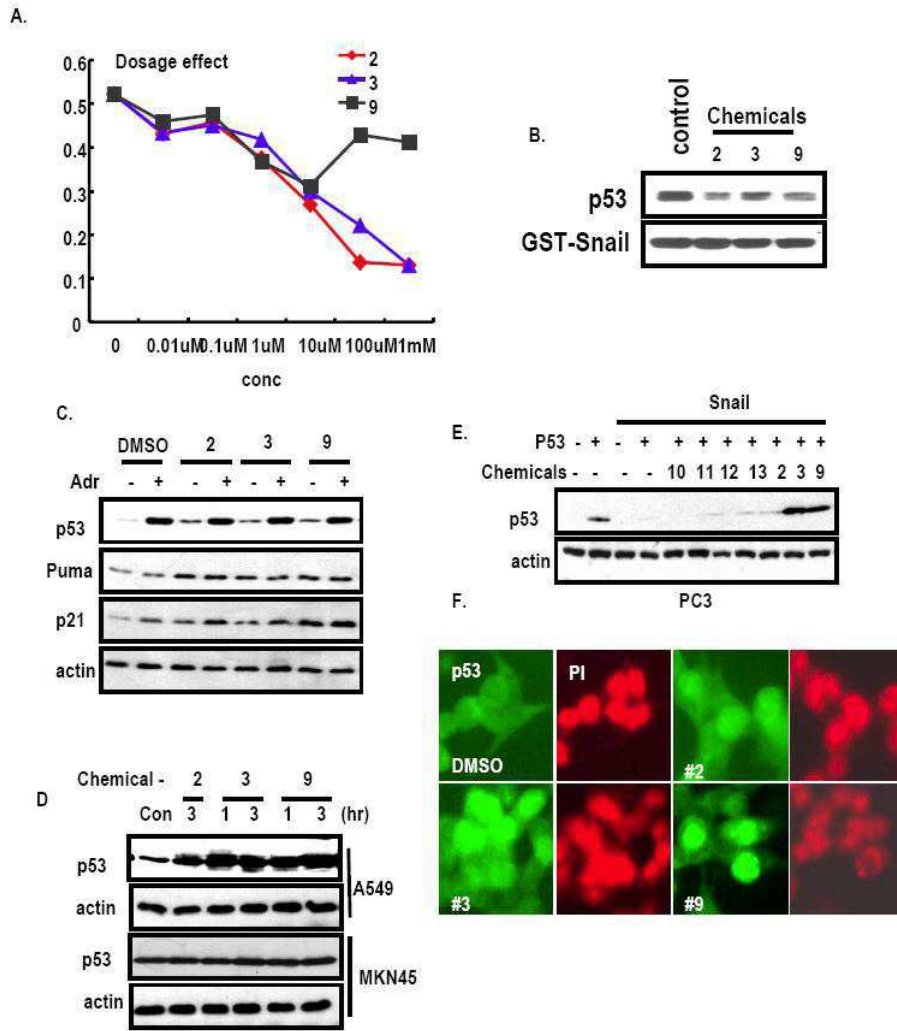 A.
Dosage effect
2
3
9
0.6
0.5
0.4
0.3
0.2
0.1
0
0 0.01uM 0.1uM 1uM 10uM 100uM 1mM
conc
B.
control
Chemicals
2 3 9
p53
GST-Snail
C.
DMSO 2 3 9
Adr - + - + - + - +
p53
Puma
p21
actin
D
Chemical - 2 3 9
Con 3 1 3 1 3 (hr)
p53
actin
A549
p53
actin
MKN45
E.
Snail
P53 - + - + + + + + + + +
Chemicals - - - - 10 11 12 13 2 3 9
p53
actin
F.
PC3
p53 PI
DMSO #2
#3 #9